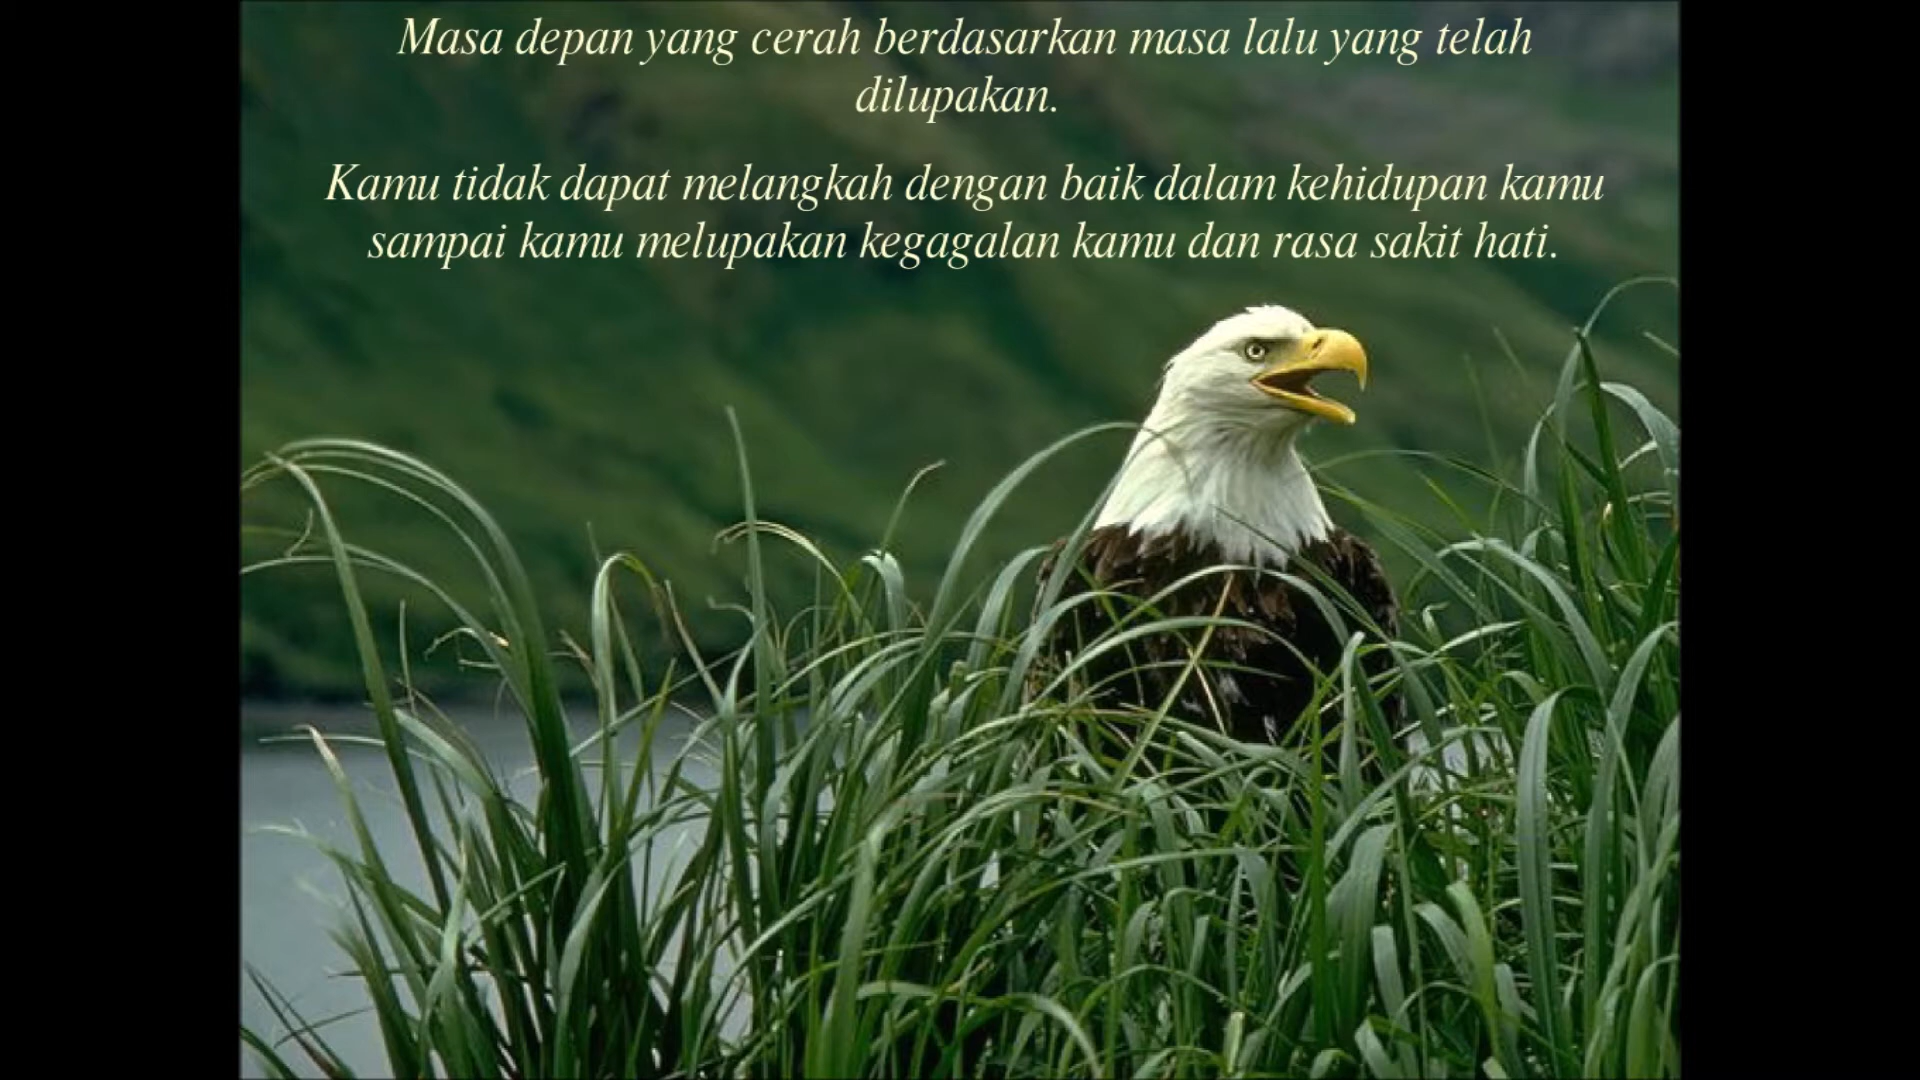 Masa depan yang cerah berdasarkan masa lalu yang telah
dilupakan.
Kamu tidak dapat melangkah dengan baik dalam kehidupan kamu
sampai kamu melupakan kegagalan kamu dan rasa sakit hati.